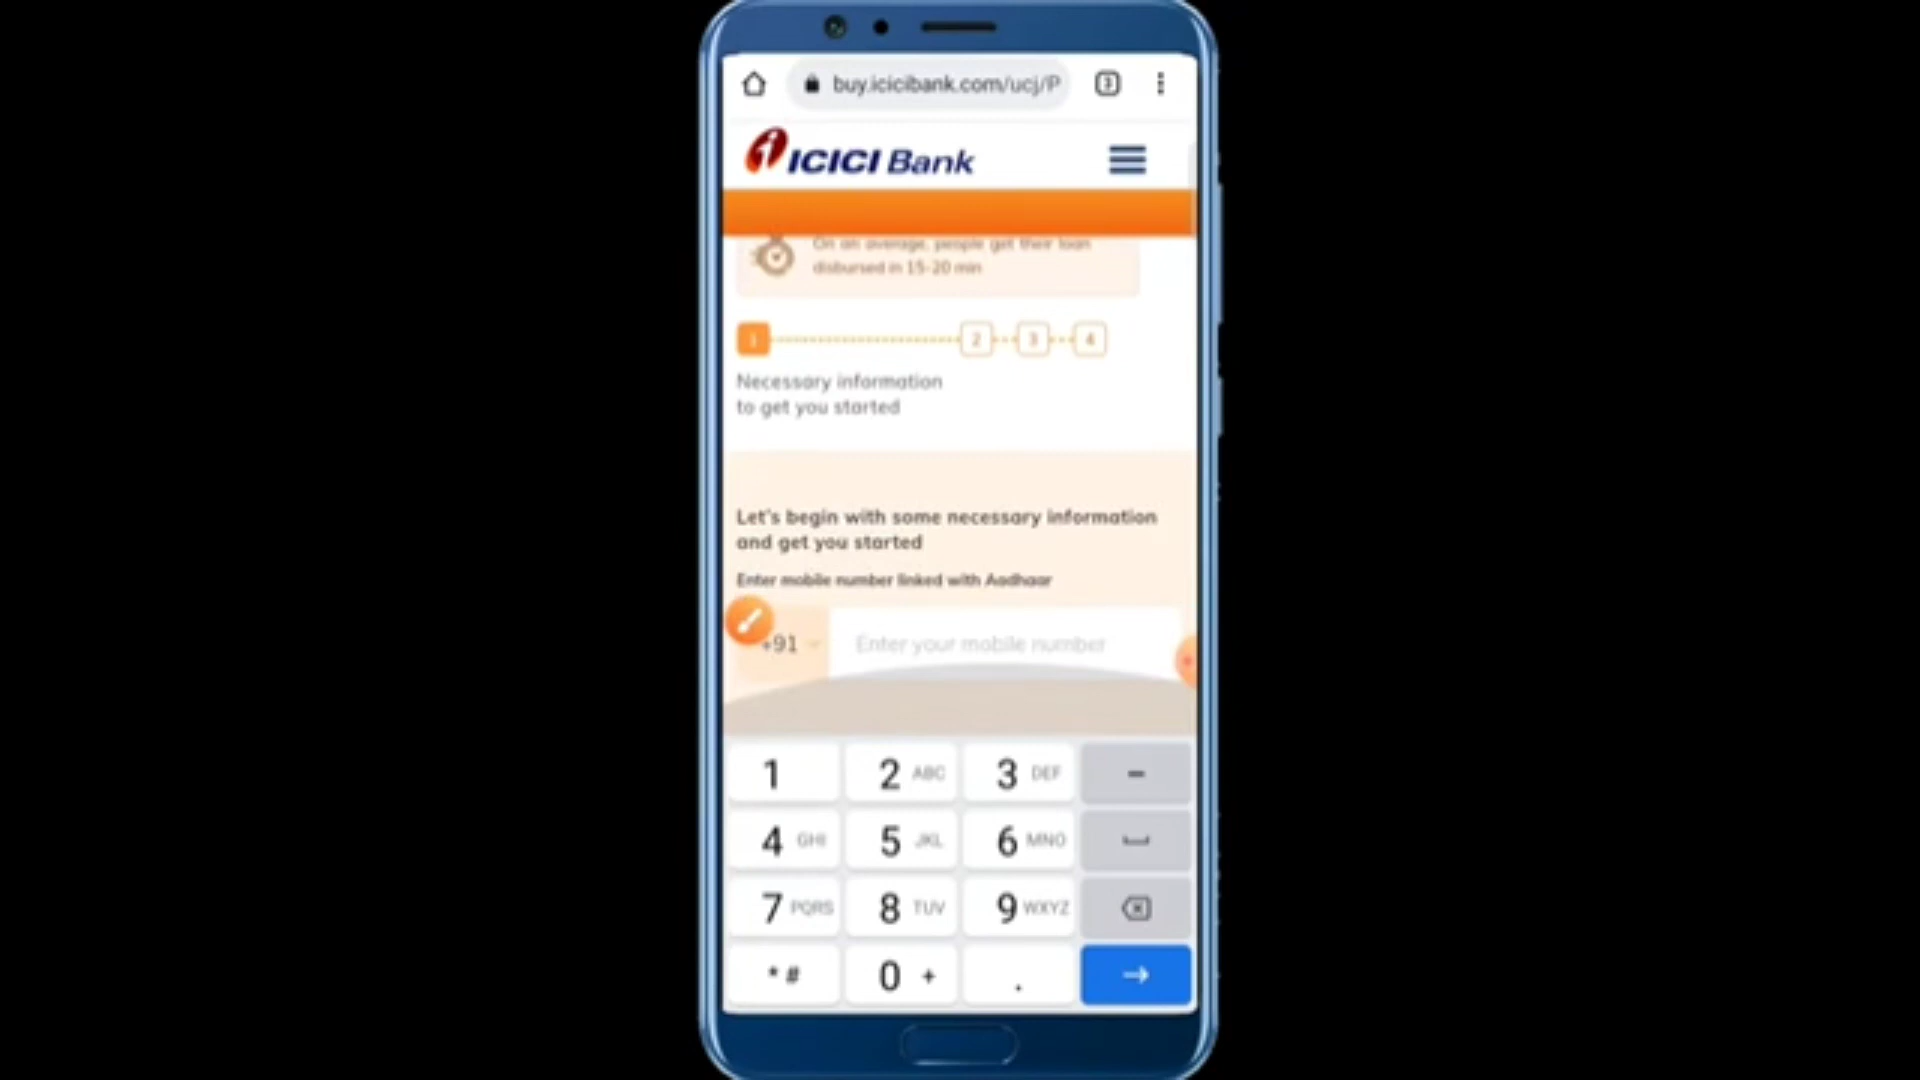 buy.icicibank.com/ucj/P
3
ICICI Bank
On an average, people get their loan
disbursed in 15-20 min
1 2 3 4
Necessary information
to get you started
Let's begin with some necessary information
and get you started
Enter mobile number linked with Aadhaar
+91 Enter your mobile number
1 2 ABC 3 DEF -
4 GHI 5 JKL 6 MNO
7 PQRS 8 TUV 9 WXYZ
* # 0 + .